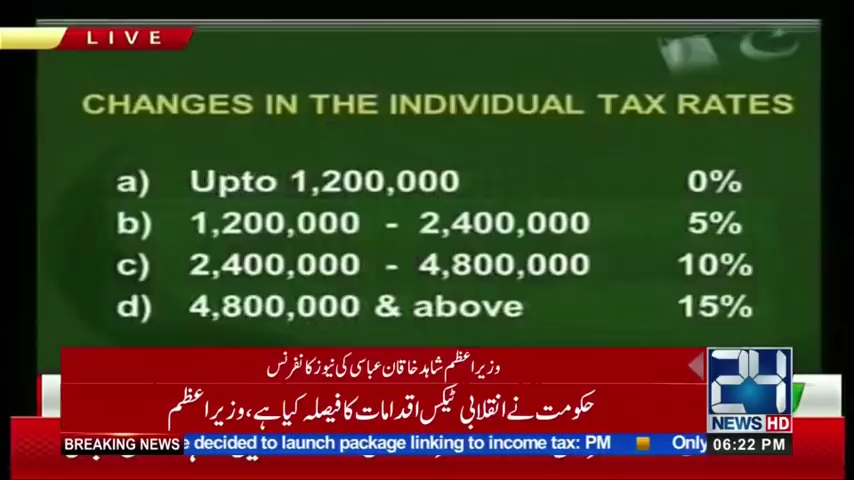 LIVE
CHANGES IN THE INDIVIDUAL TAX RATES
a) Upto 1,200,000 0%
b) 1,200,000 - 2,400,000 5%
c) 2,400,000 - 4,800,000 10%
d) 4,800,000 & above 15%
وزیراعظم شاہد خاقان عباسی کی نیوز کانفرنس
حکومت نے انقلابی ٹیکس اقدامات کا فیصلہ کیا ہے، وزیراعظم
24
NEWS HD
BREAKING NEWS e decided to launch package linking to income tax: PM Only 06:22 PM